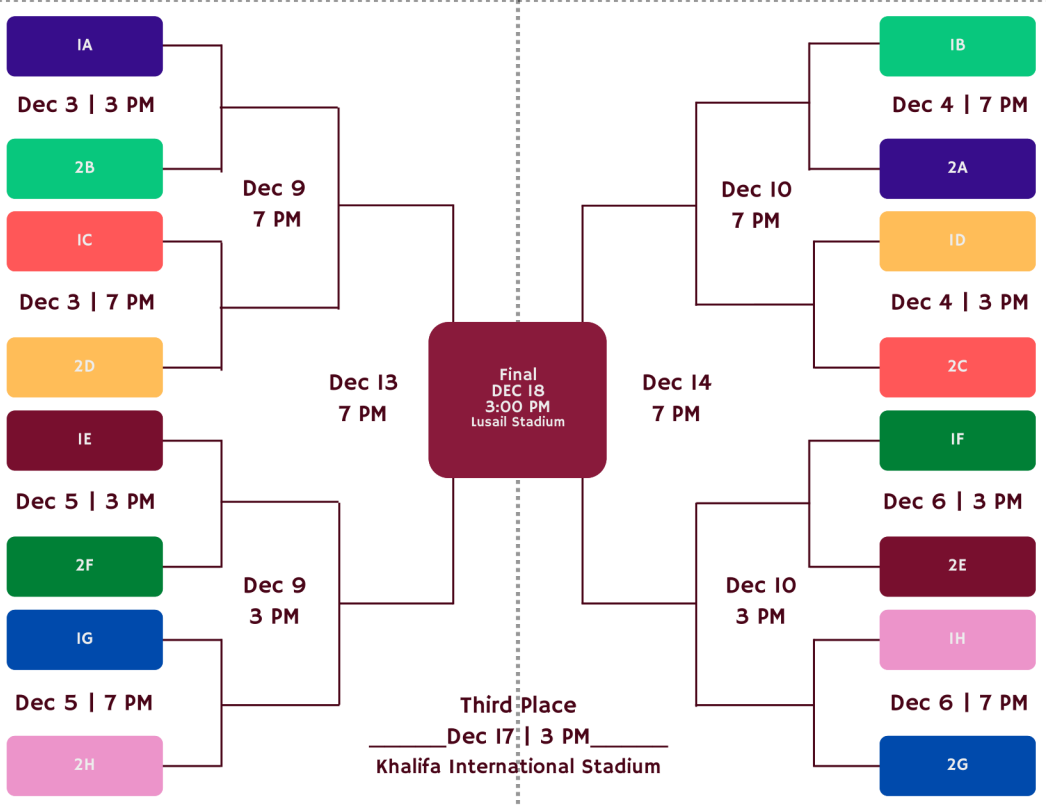 1A
Dec 3 | 3 PM
2B
1C
Dec 3 | 7 PM
2D
1E
Dec 5 | 3 PM
2F
1G
Dec 5 | 7 PM
2H
Dec 9
7 PM
Dec 9
3 PM
Dec 13
7 PM
Final
DEC 18
3:00 PM
Lusail Stadium
Third Place
______Dec 17 | 3 PM______
Khalifa International Stadium
Dec 14
7 PM
Dec 10
7 PM
Dec 10
3 PM
1B
Dec 4 | 7 PM
2A
1D
Dec 4 | 3 PM
2C
1F
Dec 6 | 3 PM
2E
1H
Dec 6 | 7 PM
2G